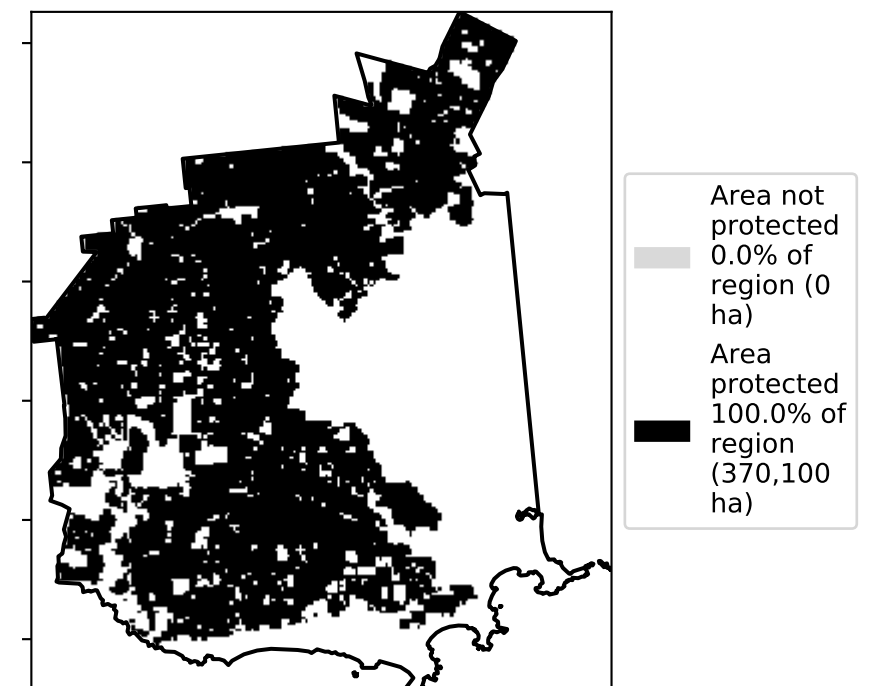 Area not
protected
0.0% of
region (0
ha)
Area
protected
100.0% of
region
(370,100
ha)